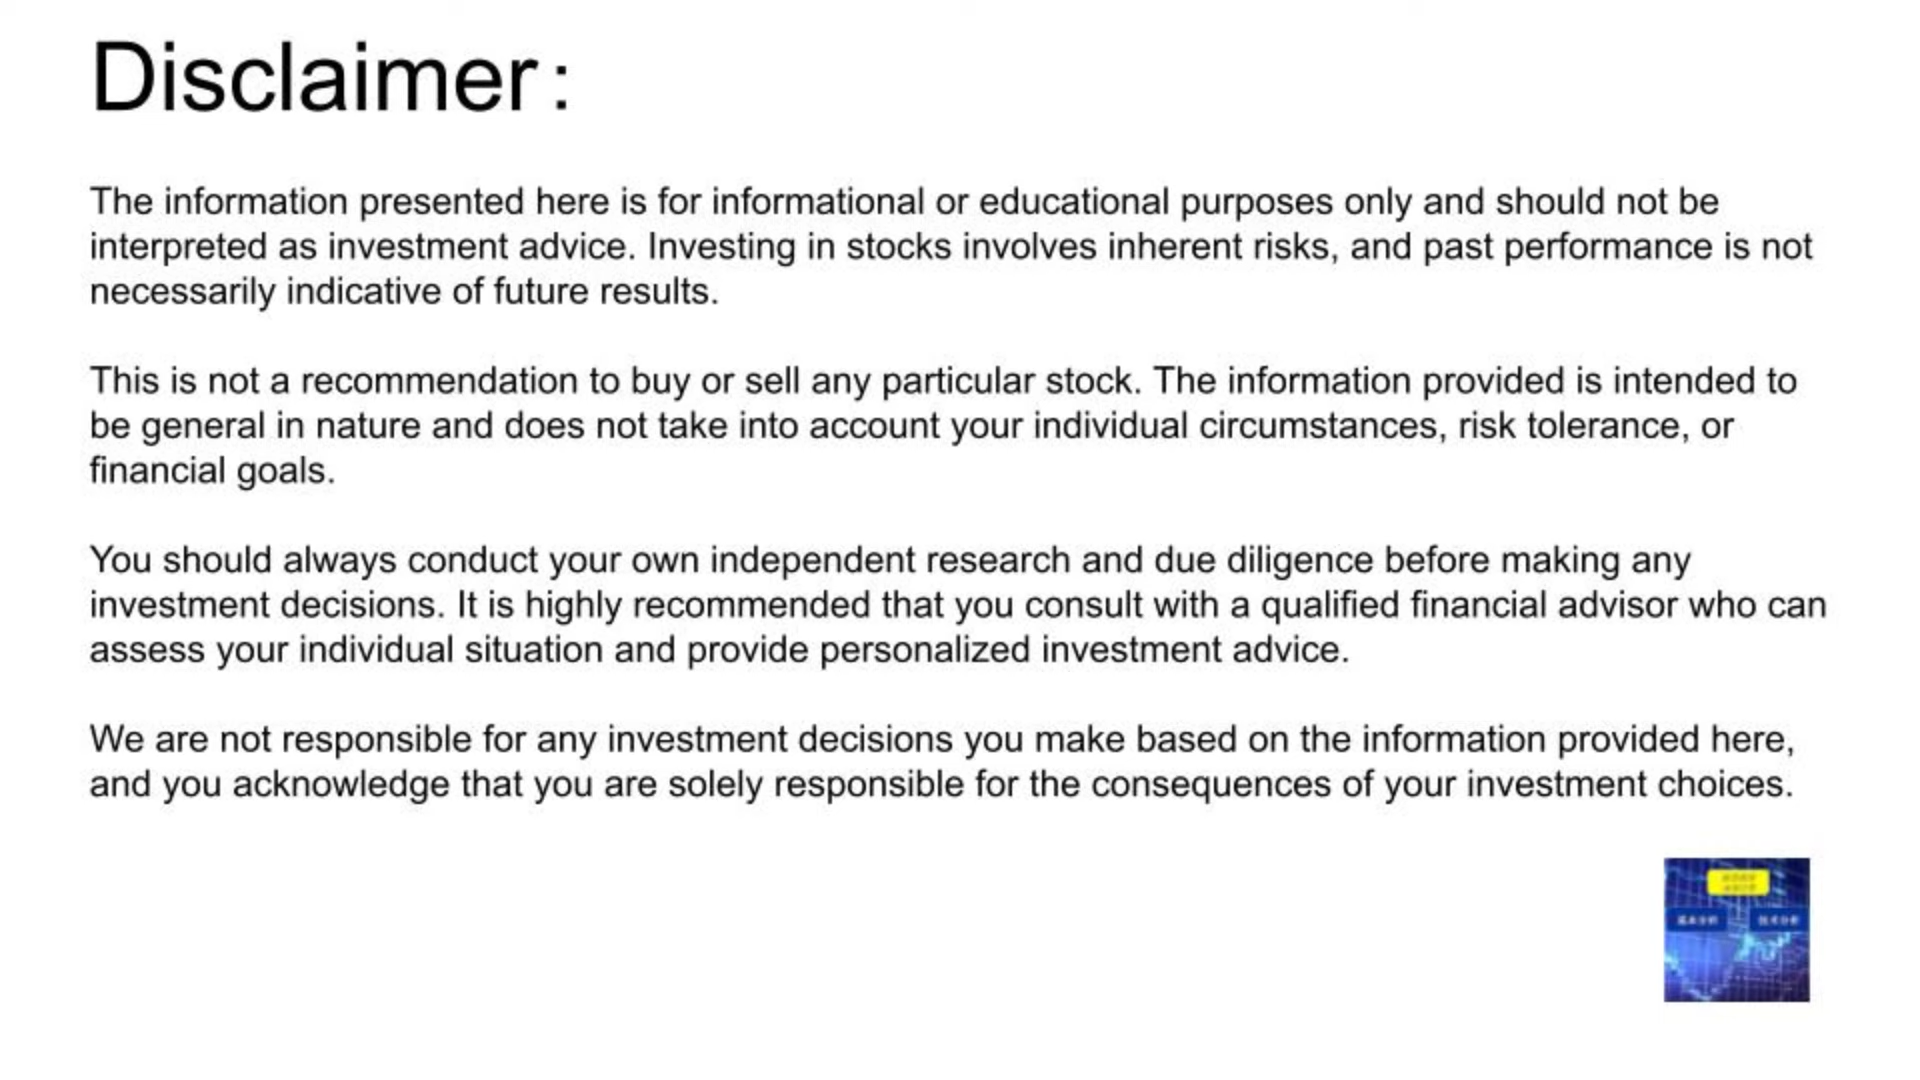 Disclaimer:
The information presented here is for informational or educational purposes only and should not be
interpreted as investment advice. Investing in stocks involves inherent risks, and past performance is not
necessarily indicative of future results.
This is not a recommendation to buy or sell any particular stock. The information provided is intended to
be general in nature and does not take into account your individual circumstances, risk tolerance, or
financial goals.
You should always conduct your own independent research and due diligence before making any
investment decisions. It is highly recommended that you consult with a qualified financial advisor who can
assess your individual situation and provide personalized investment advice.
We are not responsible for any investment decisions you make based on the information provided here,
and you acknowledge that you are solely responsible for the consequences of your investment choices.